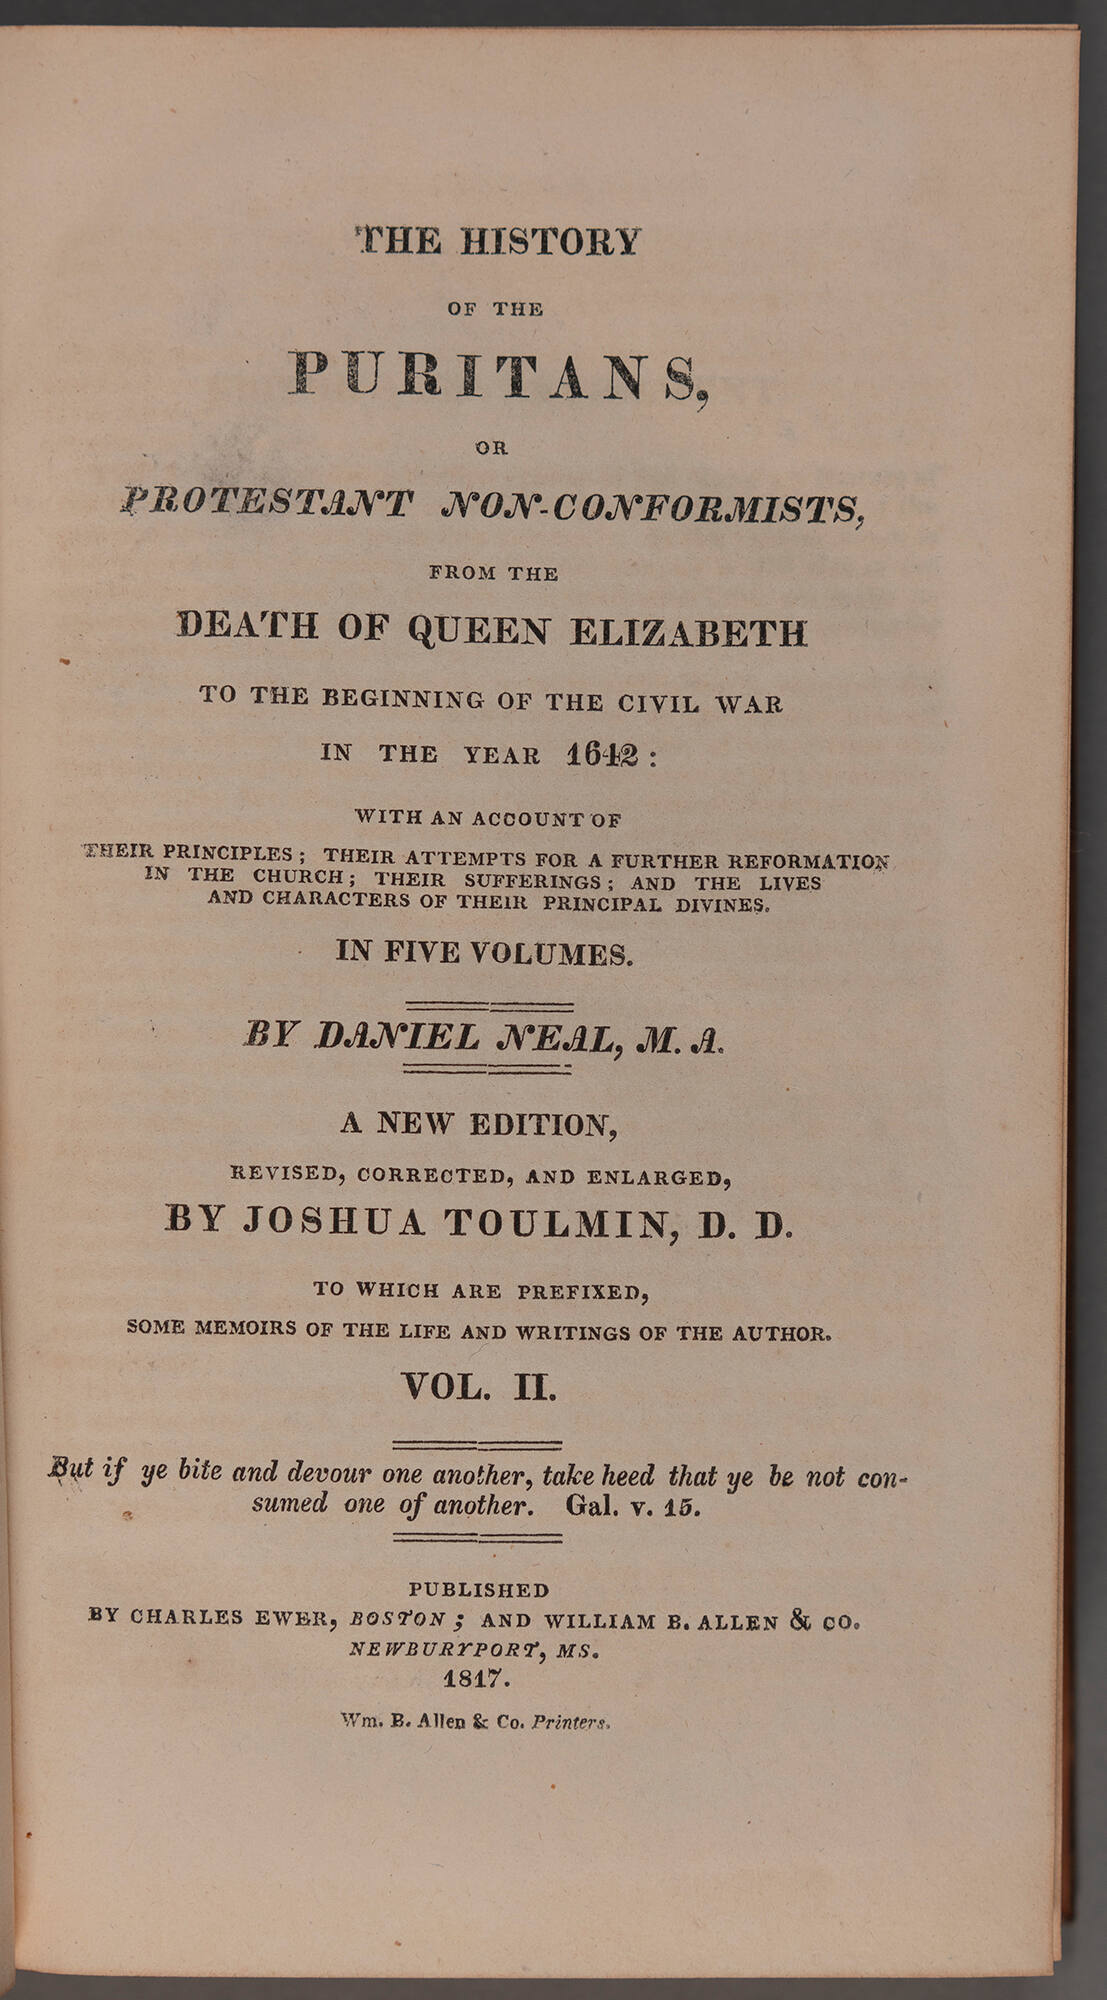 THE HISTORY
OF THE
PURITANS,
OR
PROTESTANT NON-CONFORMISTS,
FROM THE
DEATH OF QUEEN ELIZABETH
TO THE BEGINNING OF THE CIVIL WAR
IN THE YEAR 1642:
WITH AN ACCOUNT OF
THEIR PRINCIPLES; THEIR ATTEMPTS FOR A FURTHER REFORMATION
IN THE CHURCH; THEIR SUFFERINGS; AND THE LIVES
AND CHARACTERS OF THEIR PRINCIPAL DIVINES.
IN FIVE VOLUMES.
BY DANIEL NEAL, M. A.
A NEW EDITION,
REVISED, CORRECTED, AND ENLARGED,
BY JOSHUA TOULMIN, D. D.
TO WHICH ARE PREFIXED,
SOME MEMOIRS OF THE LIFE AND WRITINGS OF THE AUTHOR.
VOL. II.
But if ye bite and devour one another, take heed that ye be not con-
sumed one of another. Gal. v. 15.
PUBLISHED
BY CHARLES EWER, BOSTON; AND WILLIAM B. ALLEN & CO.
NEWBURYPORT, MS.
1817.
Wm. B. Allen & Co. Printers.